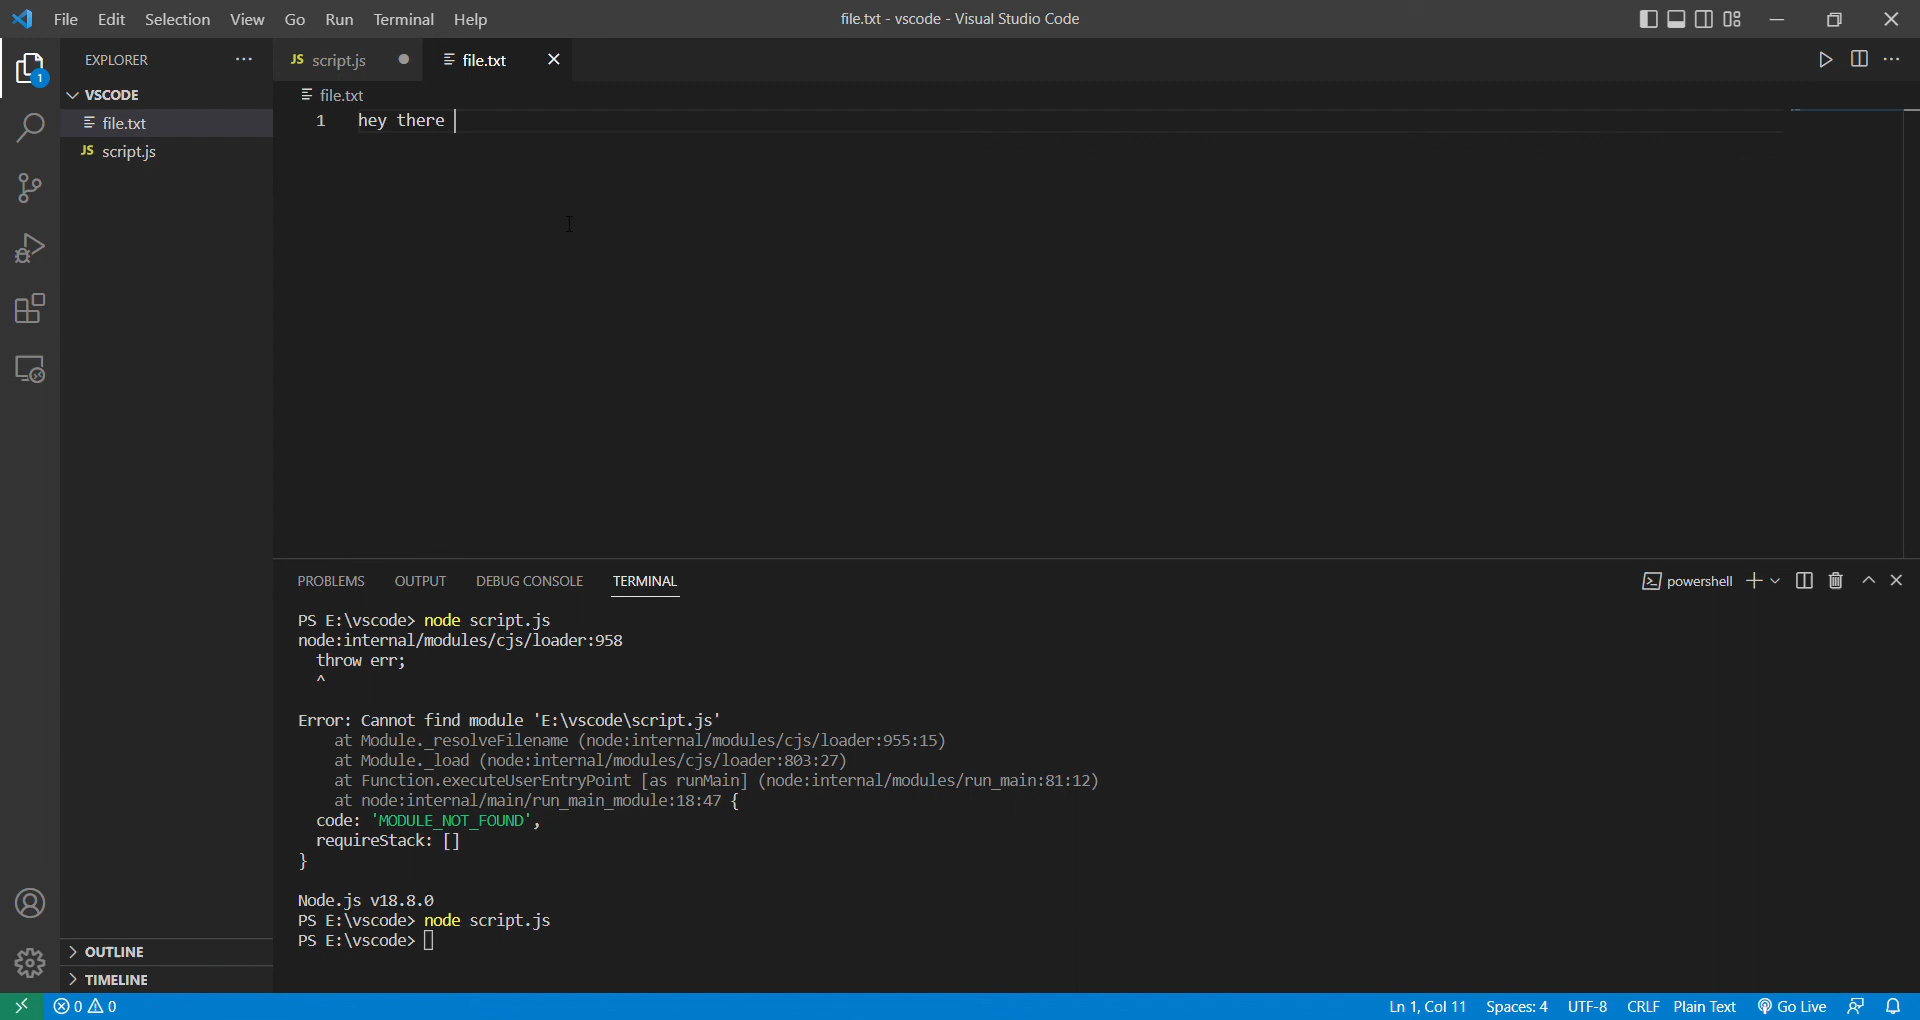 File Edit Selection View Go Run Terminal Help
file.txt - vscode - Visual Studio Code
EXPLORER ...
1
VSCODE
file.txt
JS script.js
OUTLINE
TIMELINE
JS script.js
file.txt
file.txt
1 hey there
PROBLEMS OUTPUT DEBUG CONSOLE TERMINAL
powershell
PS E:\vscode> node script.js
node:internal/modules/cjs/loader:958
throw err;
^
Error: Cannot find module 'E:\vscode\script.js'
at Module._resolveFilename (node:internal/modules/cjs/loader:955:15)
at Module._load (node:internal/modules/cjs/loader:803:27)
at Function.executeUserEntryPoint [as runMain] (node:internal/modules/run_main:81:12)
at node:internal/main/run_main_module:18:47 {
code: 'MODULE_NOT_FOUND',
requireStack: []
}
Node.js v18.8.0
PS E:\vscode> node script.js
PS E:\vscode>
0 0
Ln 1, Col 11 Spaces: 4 UTF-8 CRLF Plain Text Go Live